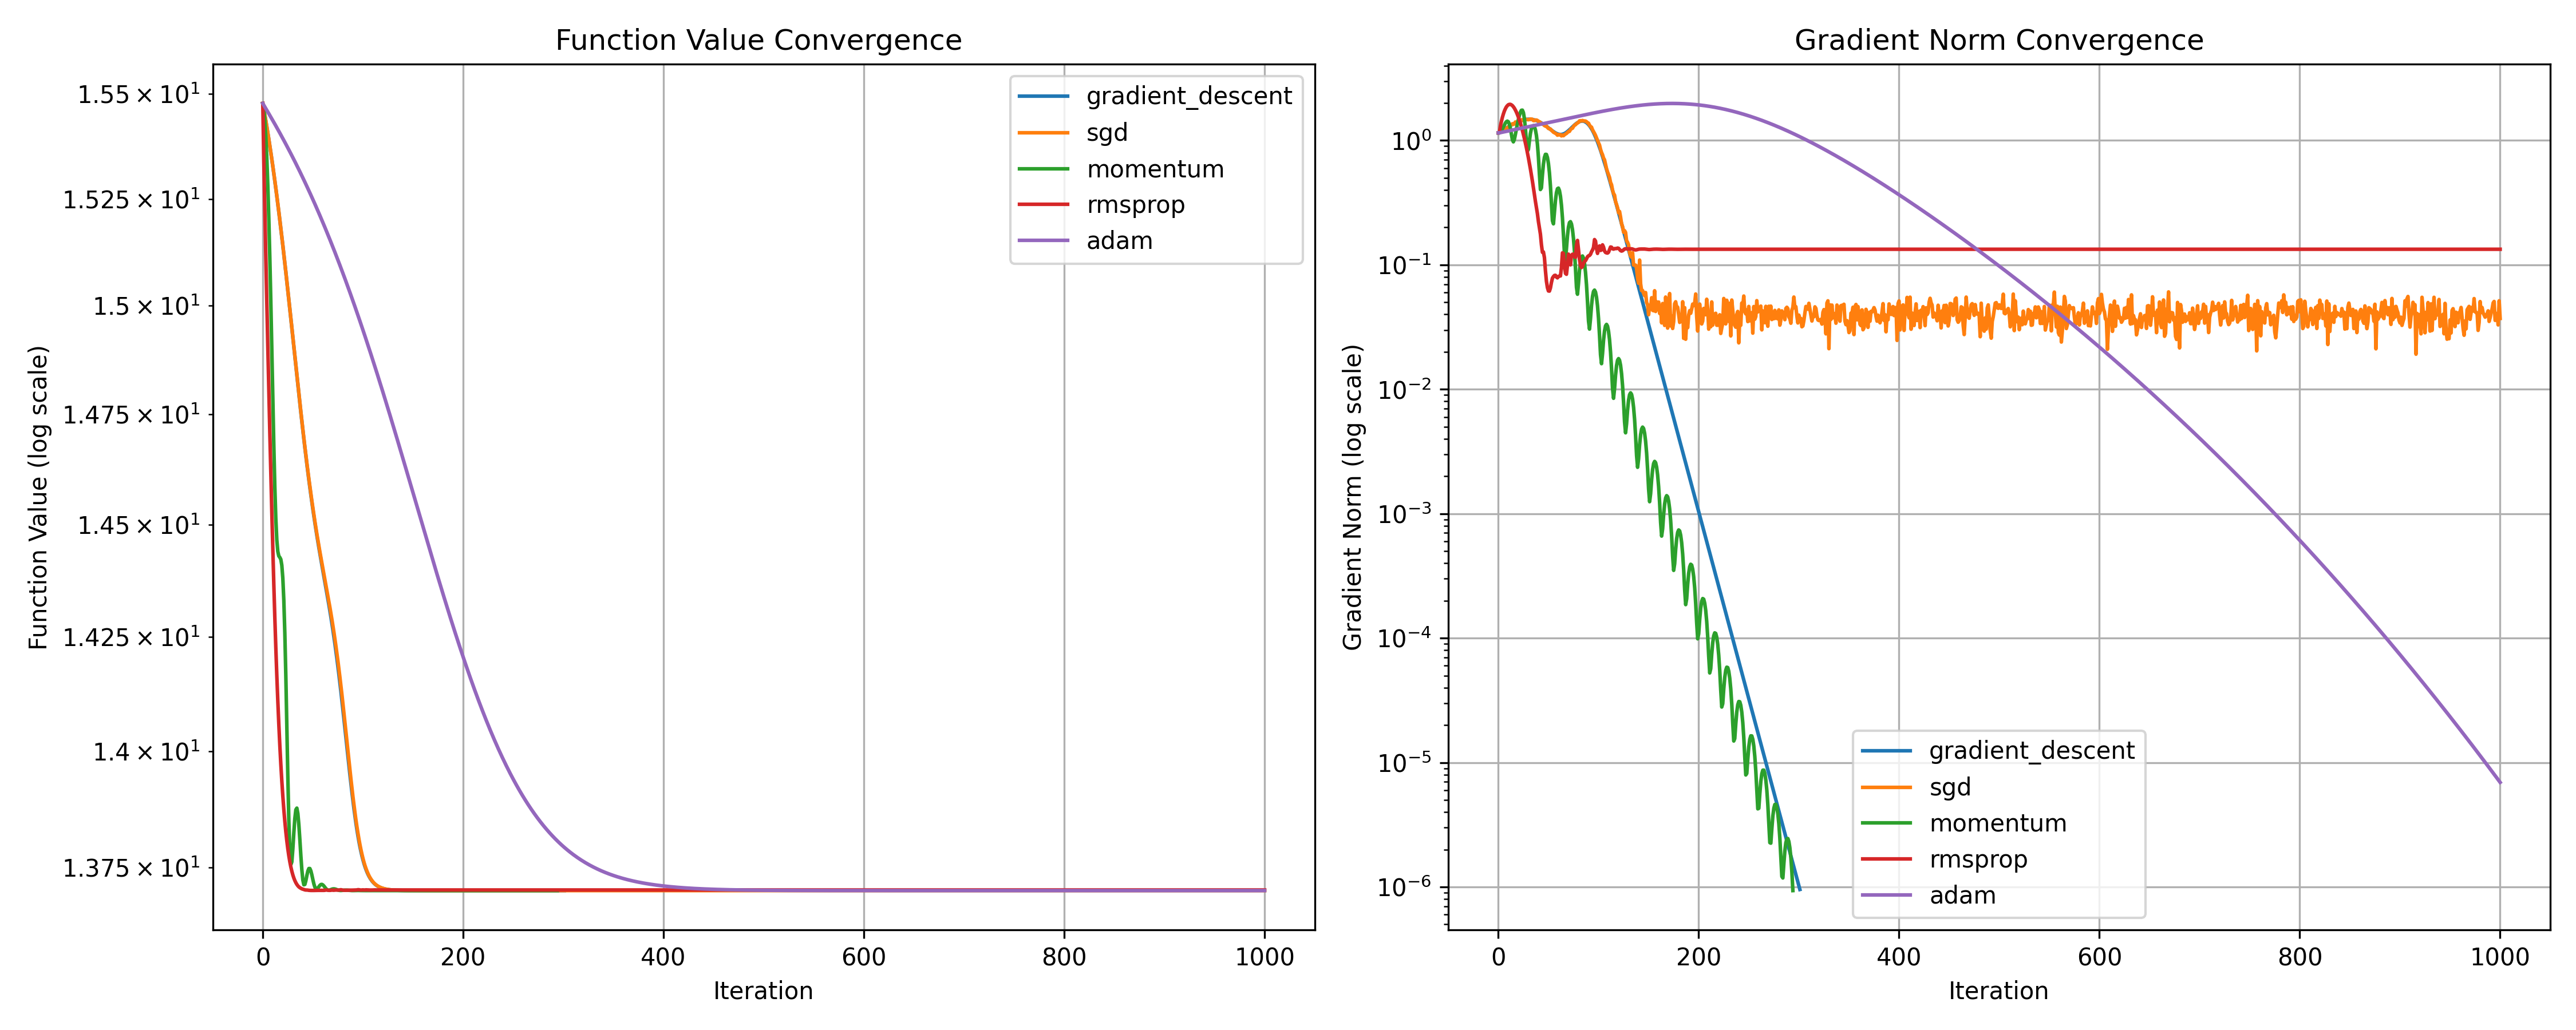 Function Value Convergence
Function Value (log scale)
1.55 × 10¹
1.525 × 10¹
1.5 × 10¹
1.475 × 10¹
1.45 × 10¹
1.425 × 10¹
1.4 × 10¹
1.375 × 10¹
gradient_descent
sgd
momentum
rmsprop
adam
0 200 400 600 800 1000
Iteration
Gradient Norm Convergence
Gradient Norm (log scale)
10⁰
10⁻¹
10⁻²
10⁻³
10⁻⁴
10⁻⁵
10⁻⁶
gradient_descent
sgd
momentum
rmsprop
adam
0 200 400 600 800 1000
Iteration